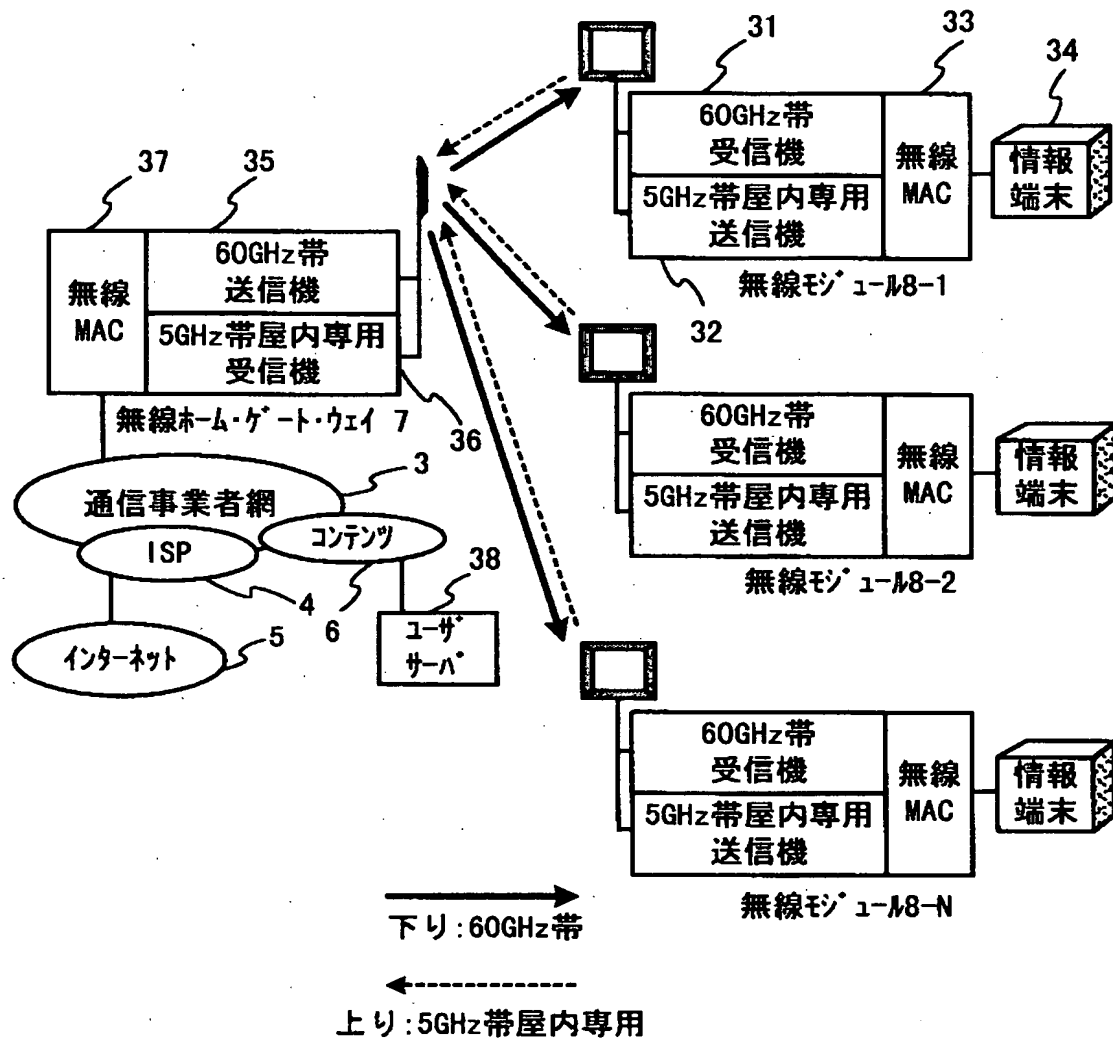 31
33
34
60GHz帯
受信機
5GHz帯屋内専用
送信機
無線
MAC
情報
端末
無線モジュール8-1
32
37
35
無線
MAC
60GHz帯
送信機
5GHz帯屋内専用
受信機
無線ホーム・ゲート・ウェイ 7
36
3
通信事業者網
ISP
コンテンツ
4
6
38
ユーザ
サーバ
5
インターネット
60GHz帯
受信機
5GHz帯屋内専用
送信機
無線
MAC
情報
端末
無線モジュール8-2
60GHz帯
受信機
5GHz帯屋内専用
送信機
無線
MAC
情報
端末
無線モジュール8-N
下り:60GHz帯
上り:5GHz帯屋内専用